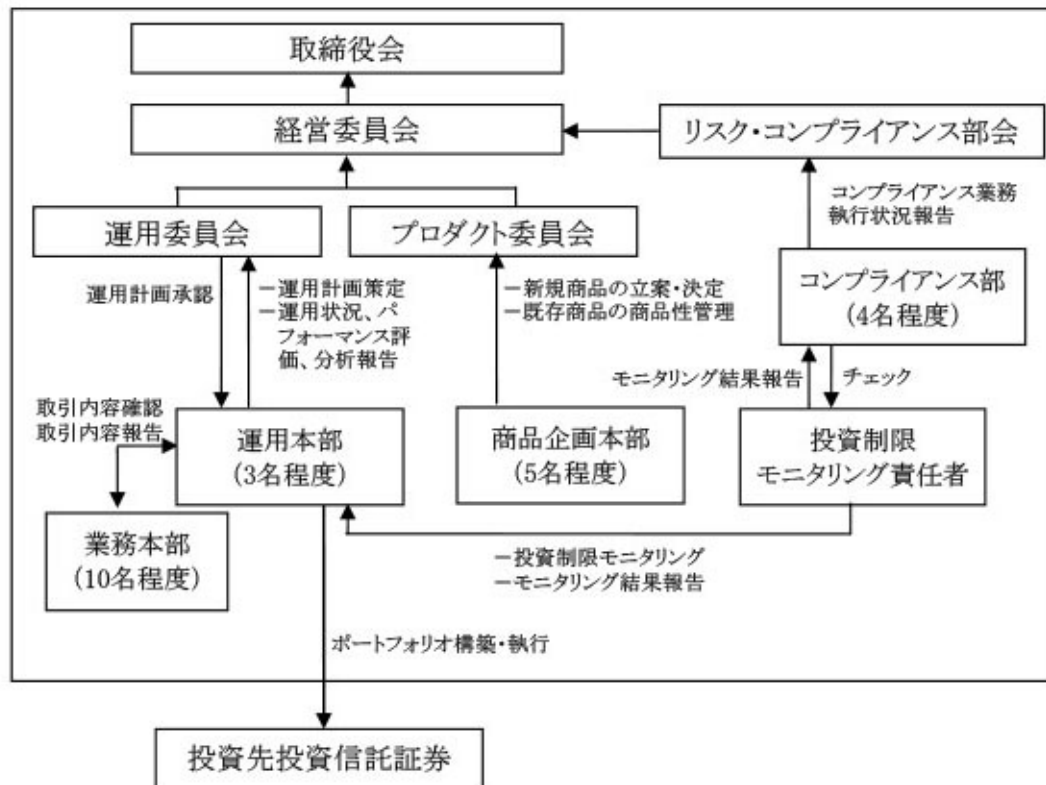 取締役会
経営委員会
リスク・コンプライアンス部会
コンプライアンス業務
執行状況報告
運用委員会
プロダクト委員会
運用計画承認
－運用計画策定
－運用状況、パ
フォーマンス評
価、分析報告
－新規商品の立案・決定
－既存商品の商品性管理
コンプライアンス部
(4名程度)
モニタリング結果報告
チェック
取引内容確認
取引内容報告
運用本部
(3名程度)
商品企画本部
(5名程度)
投資制限
モニタリング責任者
業務本部
(10名程度)
－投資制限モニタリング
－モニタリング結果報告
ポートフォリオ構築・執行
投資先投資信託証券